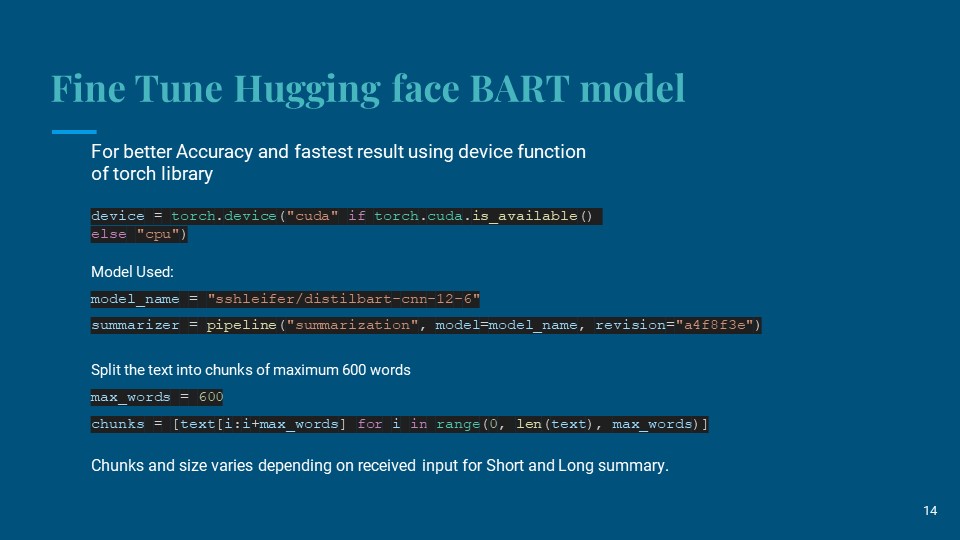 Fine Tune Hugging face BART model
For better Accuracy and fastest result using device function
of torch library
device = torch.device("cuda" if torch.cuda.is_available()
else "cpu")
Model Used:
model_name = "sshleifer/distilbart-cnn-12-6"
summarizer = pipeline("summarization", model=model_name, revision="a4f8f3e")
Split the text into chunks of maximum 600 words
max_words = 600
chunks = [text[i:i+max_words] for i in range(0, len(text), max_words)]
Chunks and size varies depending on received input for Short and Long summary.
14